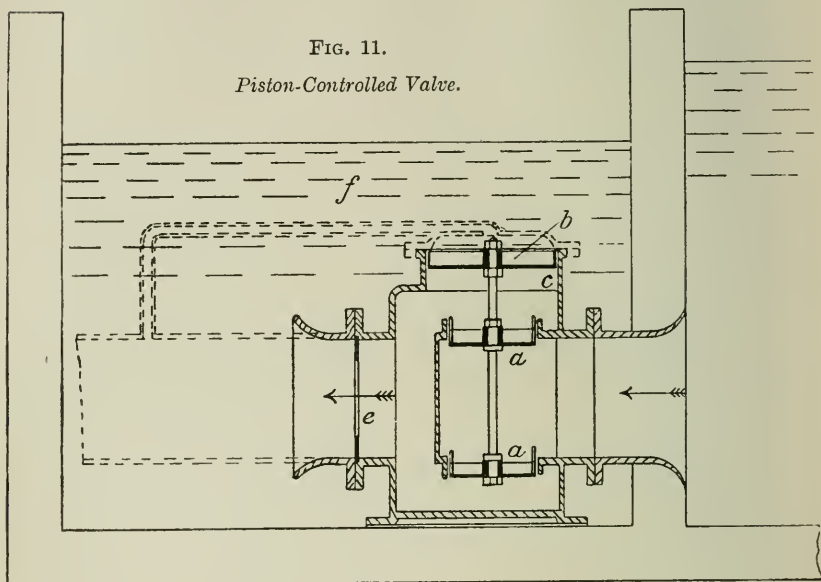 FIG. 11.
Piston-Controlled Valve.
f
b
c
a
e
a